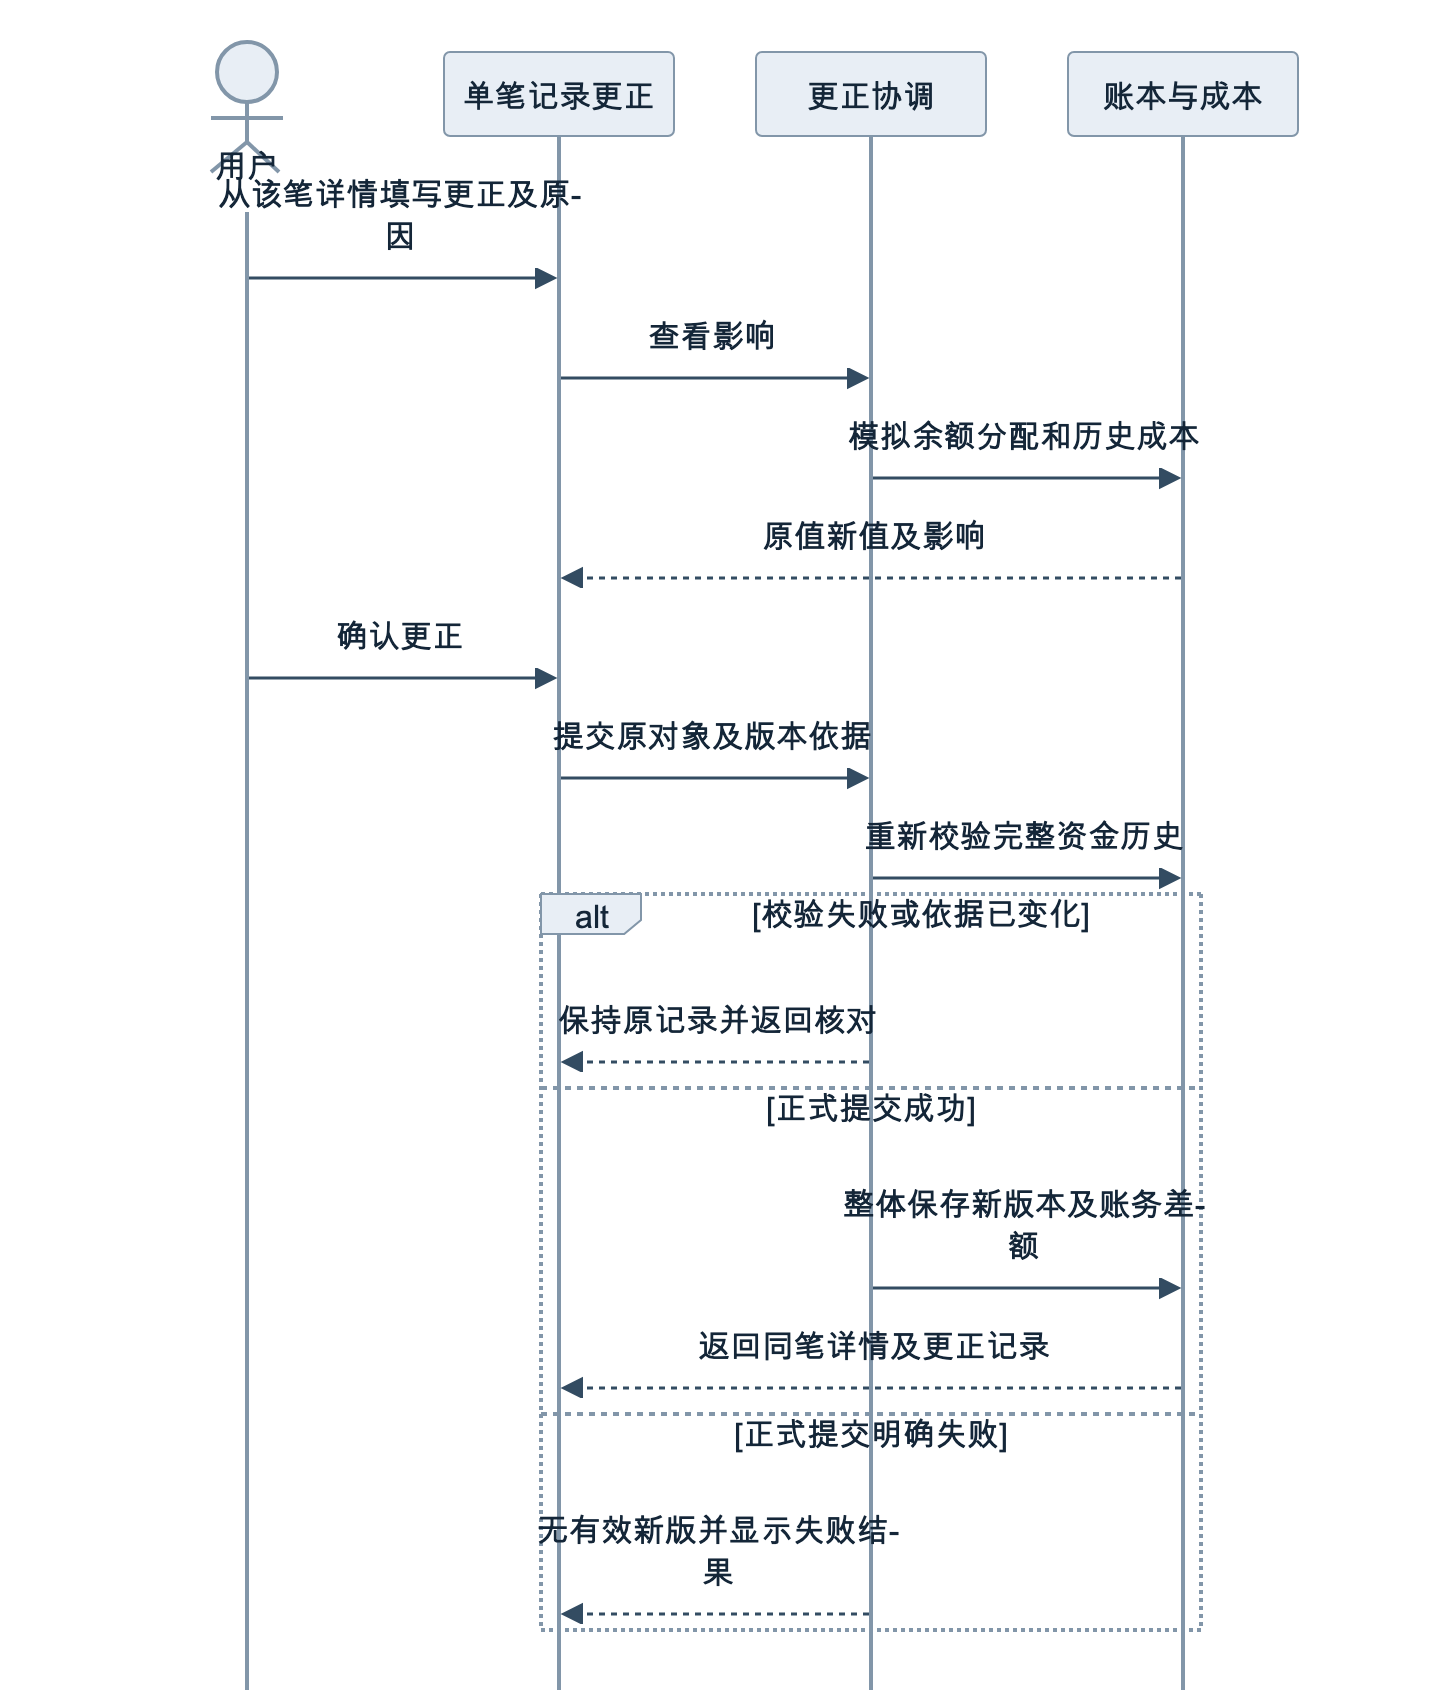 单笔记录更正
更正协调
账本与成本
用户
从该笔详情填写更正及原-
因
查看影响
模拟余额分配和历史成本
原值新值及影响
确认更正
提交原对象及版本依据
重新校验完整资金历史
alt
[校验失败或依据已变化]
保持原记录并返回核对
[正式提交成功]
整体保存新版本及账务差-
额
返回同笔详情及更正记录
[正式提交明确失败]
无有效新版并显示失败结-
果